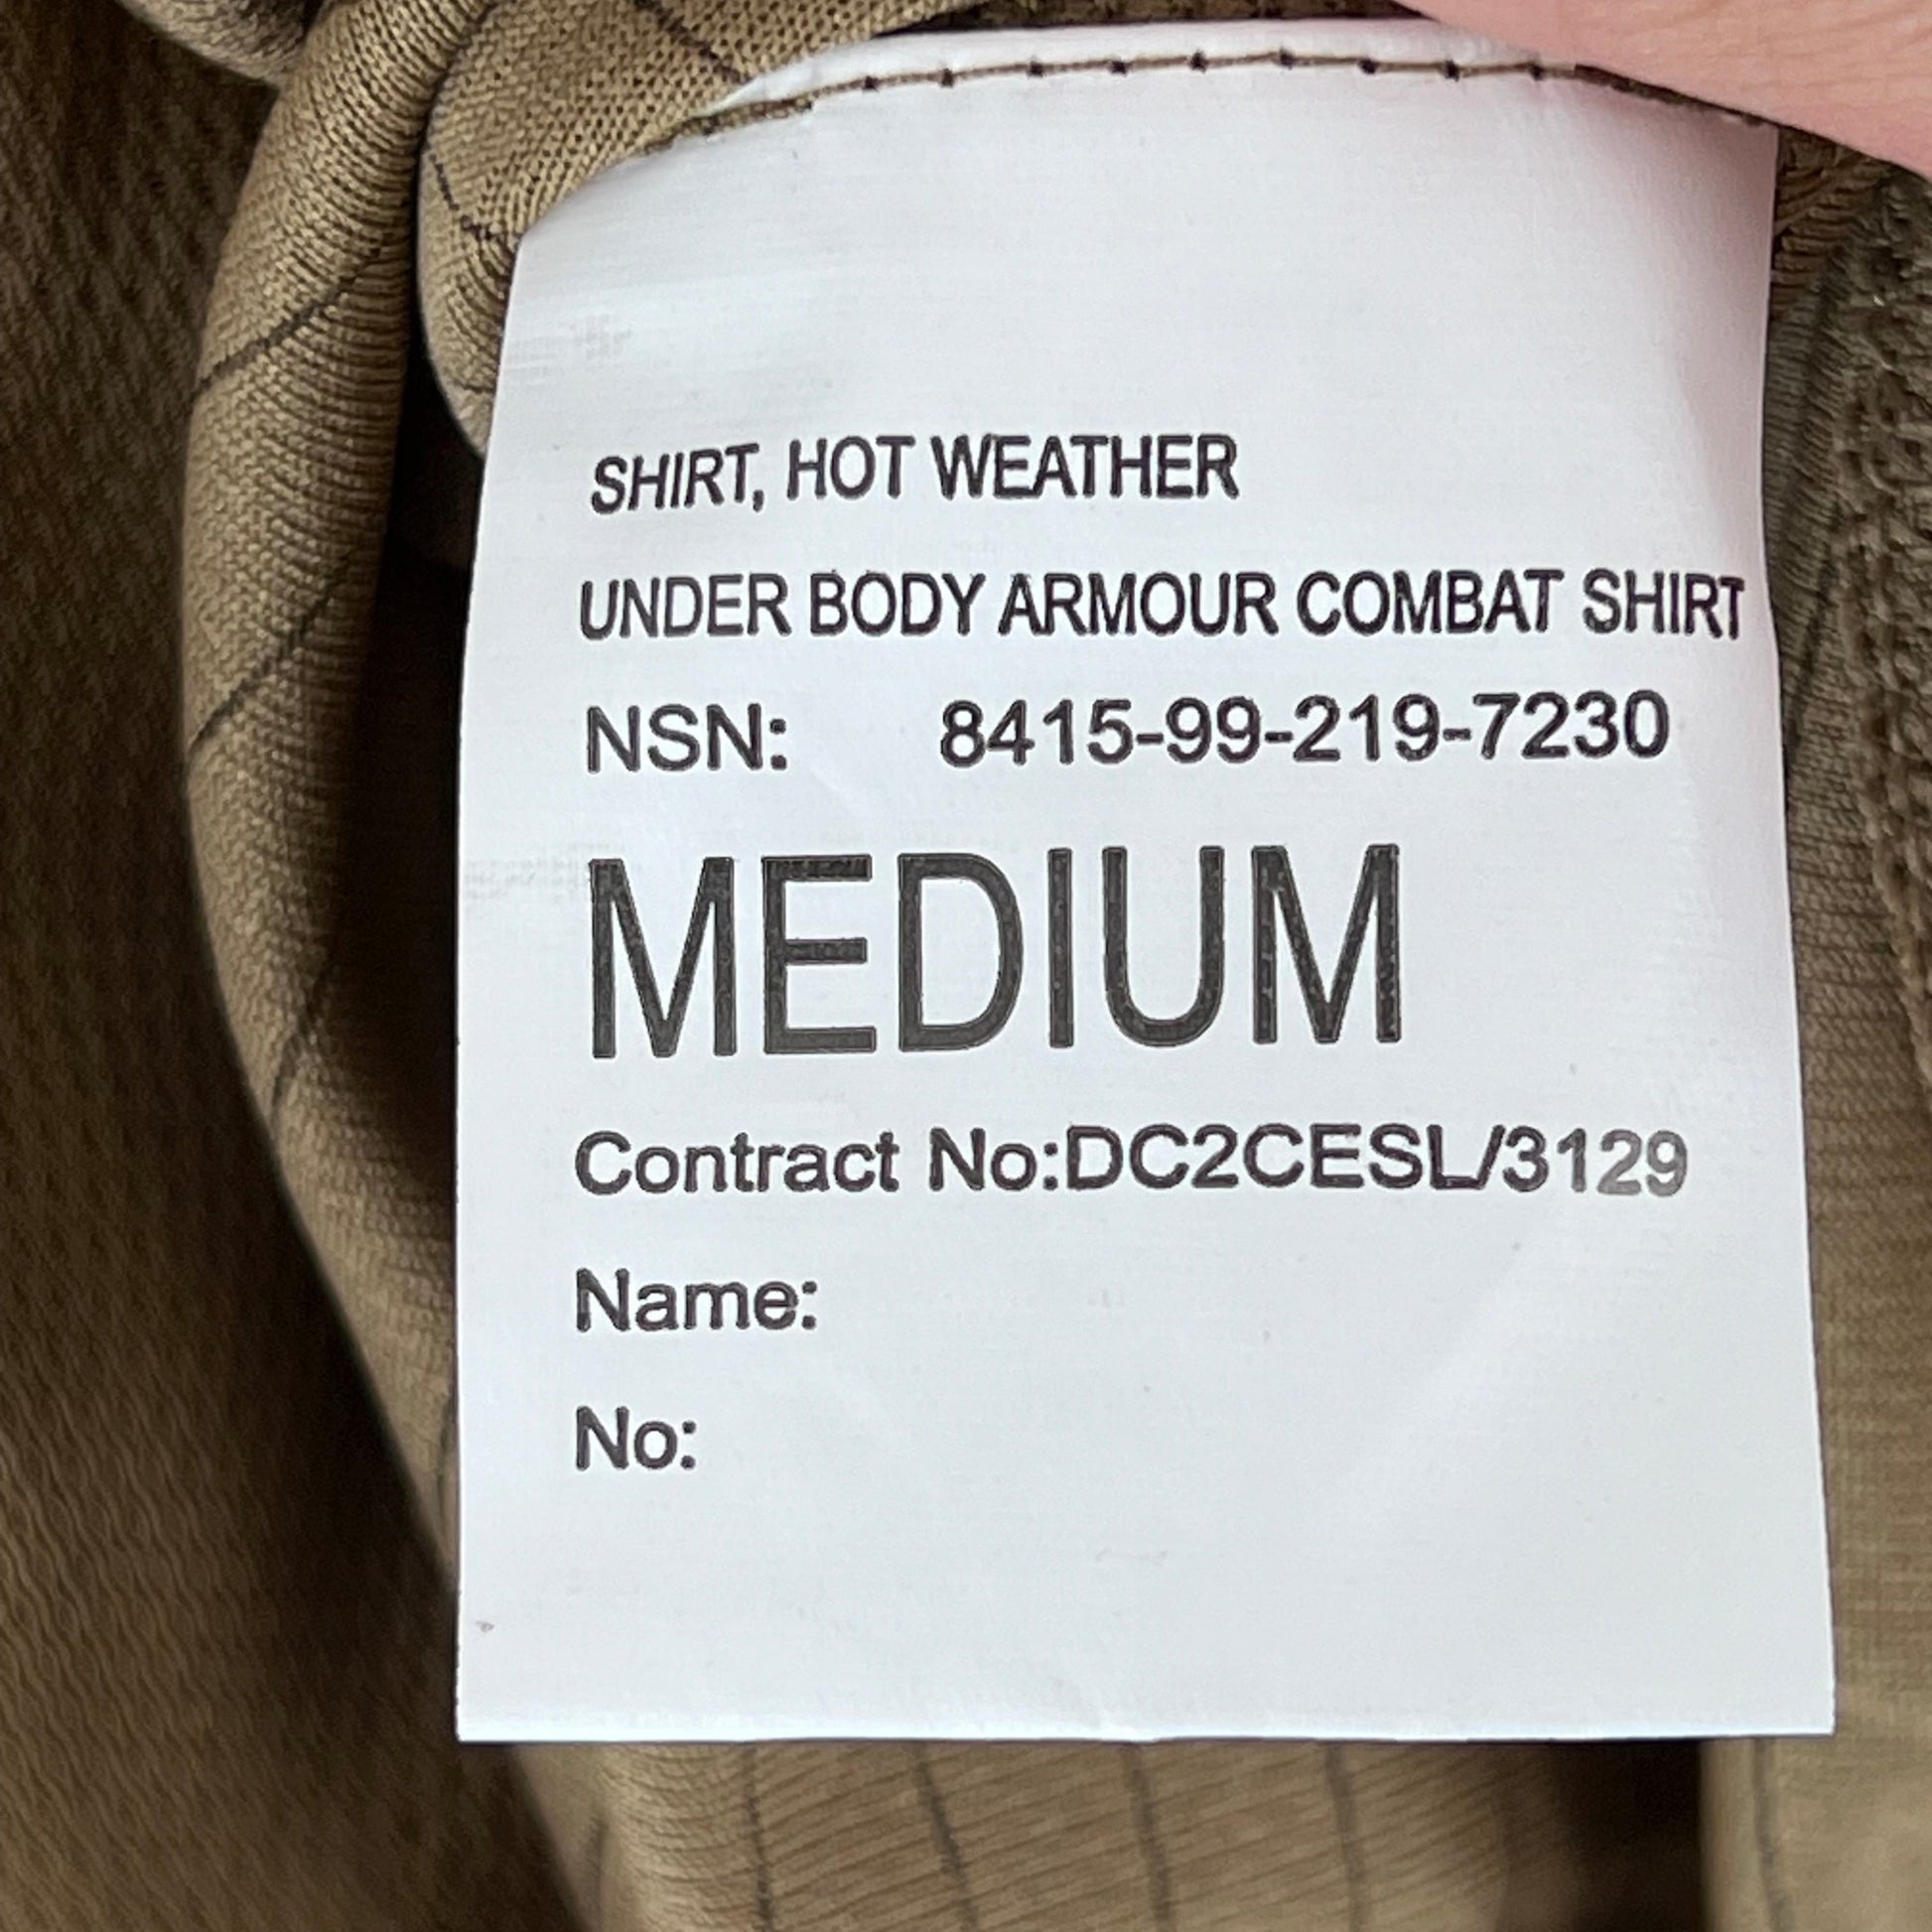 SHIRT, HOT WEATHER
UNDER BODY ARMOUR COMBAT SHIRT
NSN: 8415-99-219-7230
MEDIUM
Contract No:DC2CESL/3129
Name:
No: